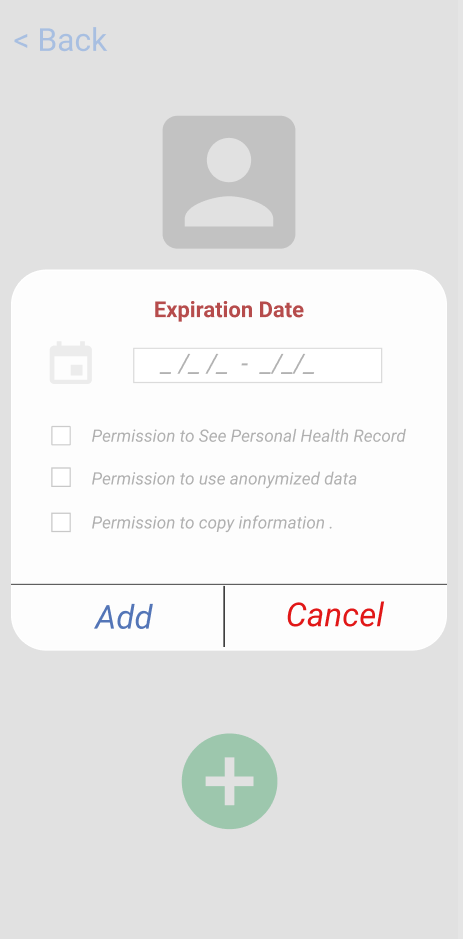 < Back
Expiration Date
_ /_ /_ - _/_/_
Permission to See Personal Health Record
Permission to use anonymized data
Permission to copy information .
Add
Cancel